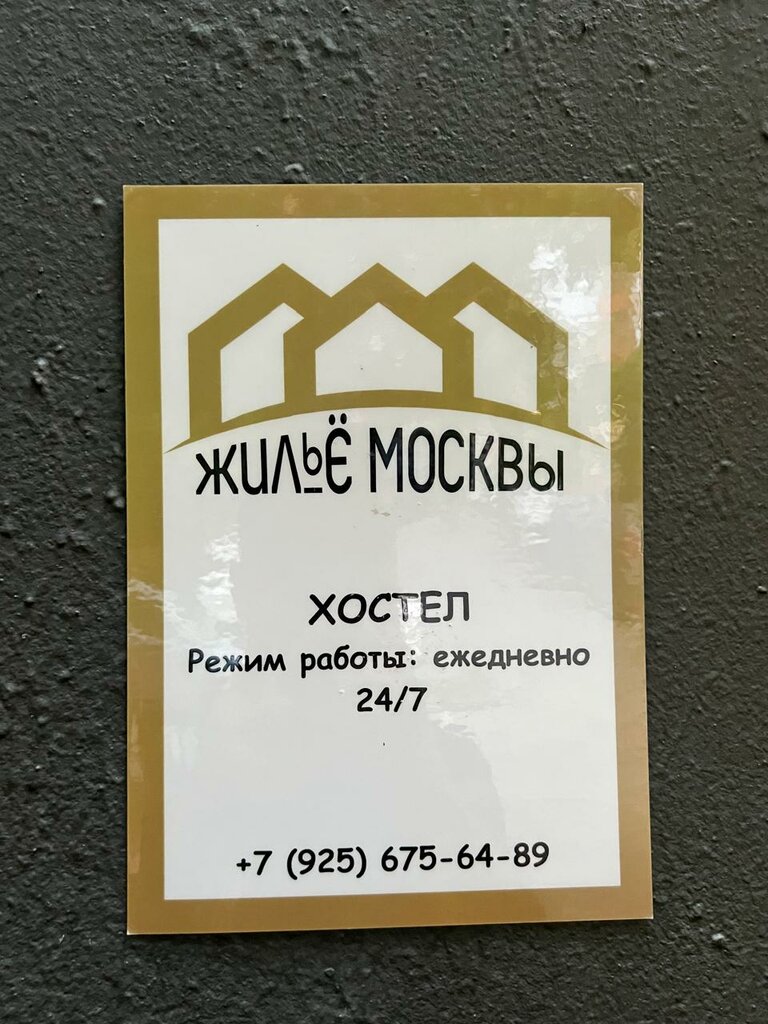 ЖИЛЬЁ МОСКВЫ
ХОСТЕЛ
Режим работы: ежедневно
24/7
+7 (925) 675-64-89